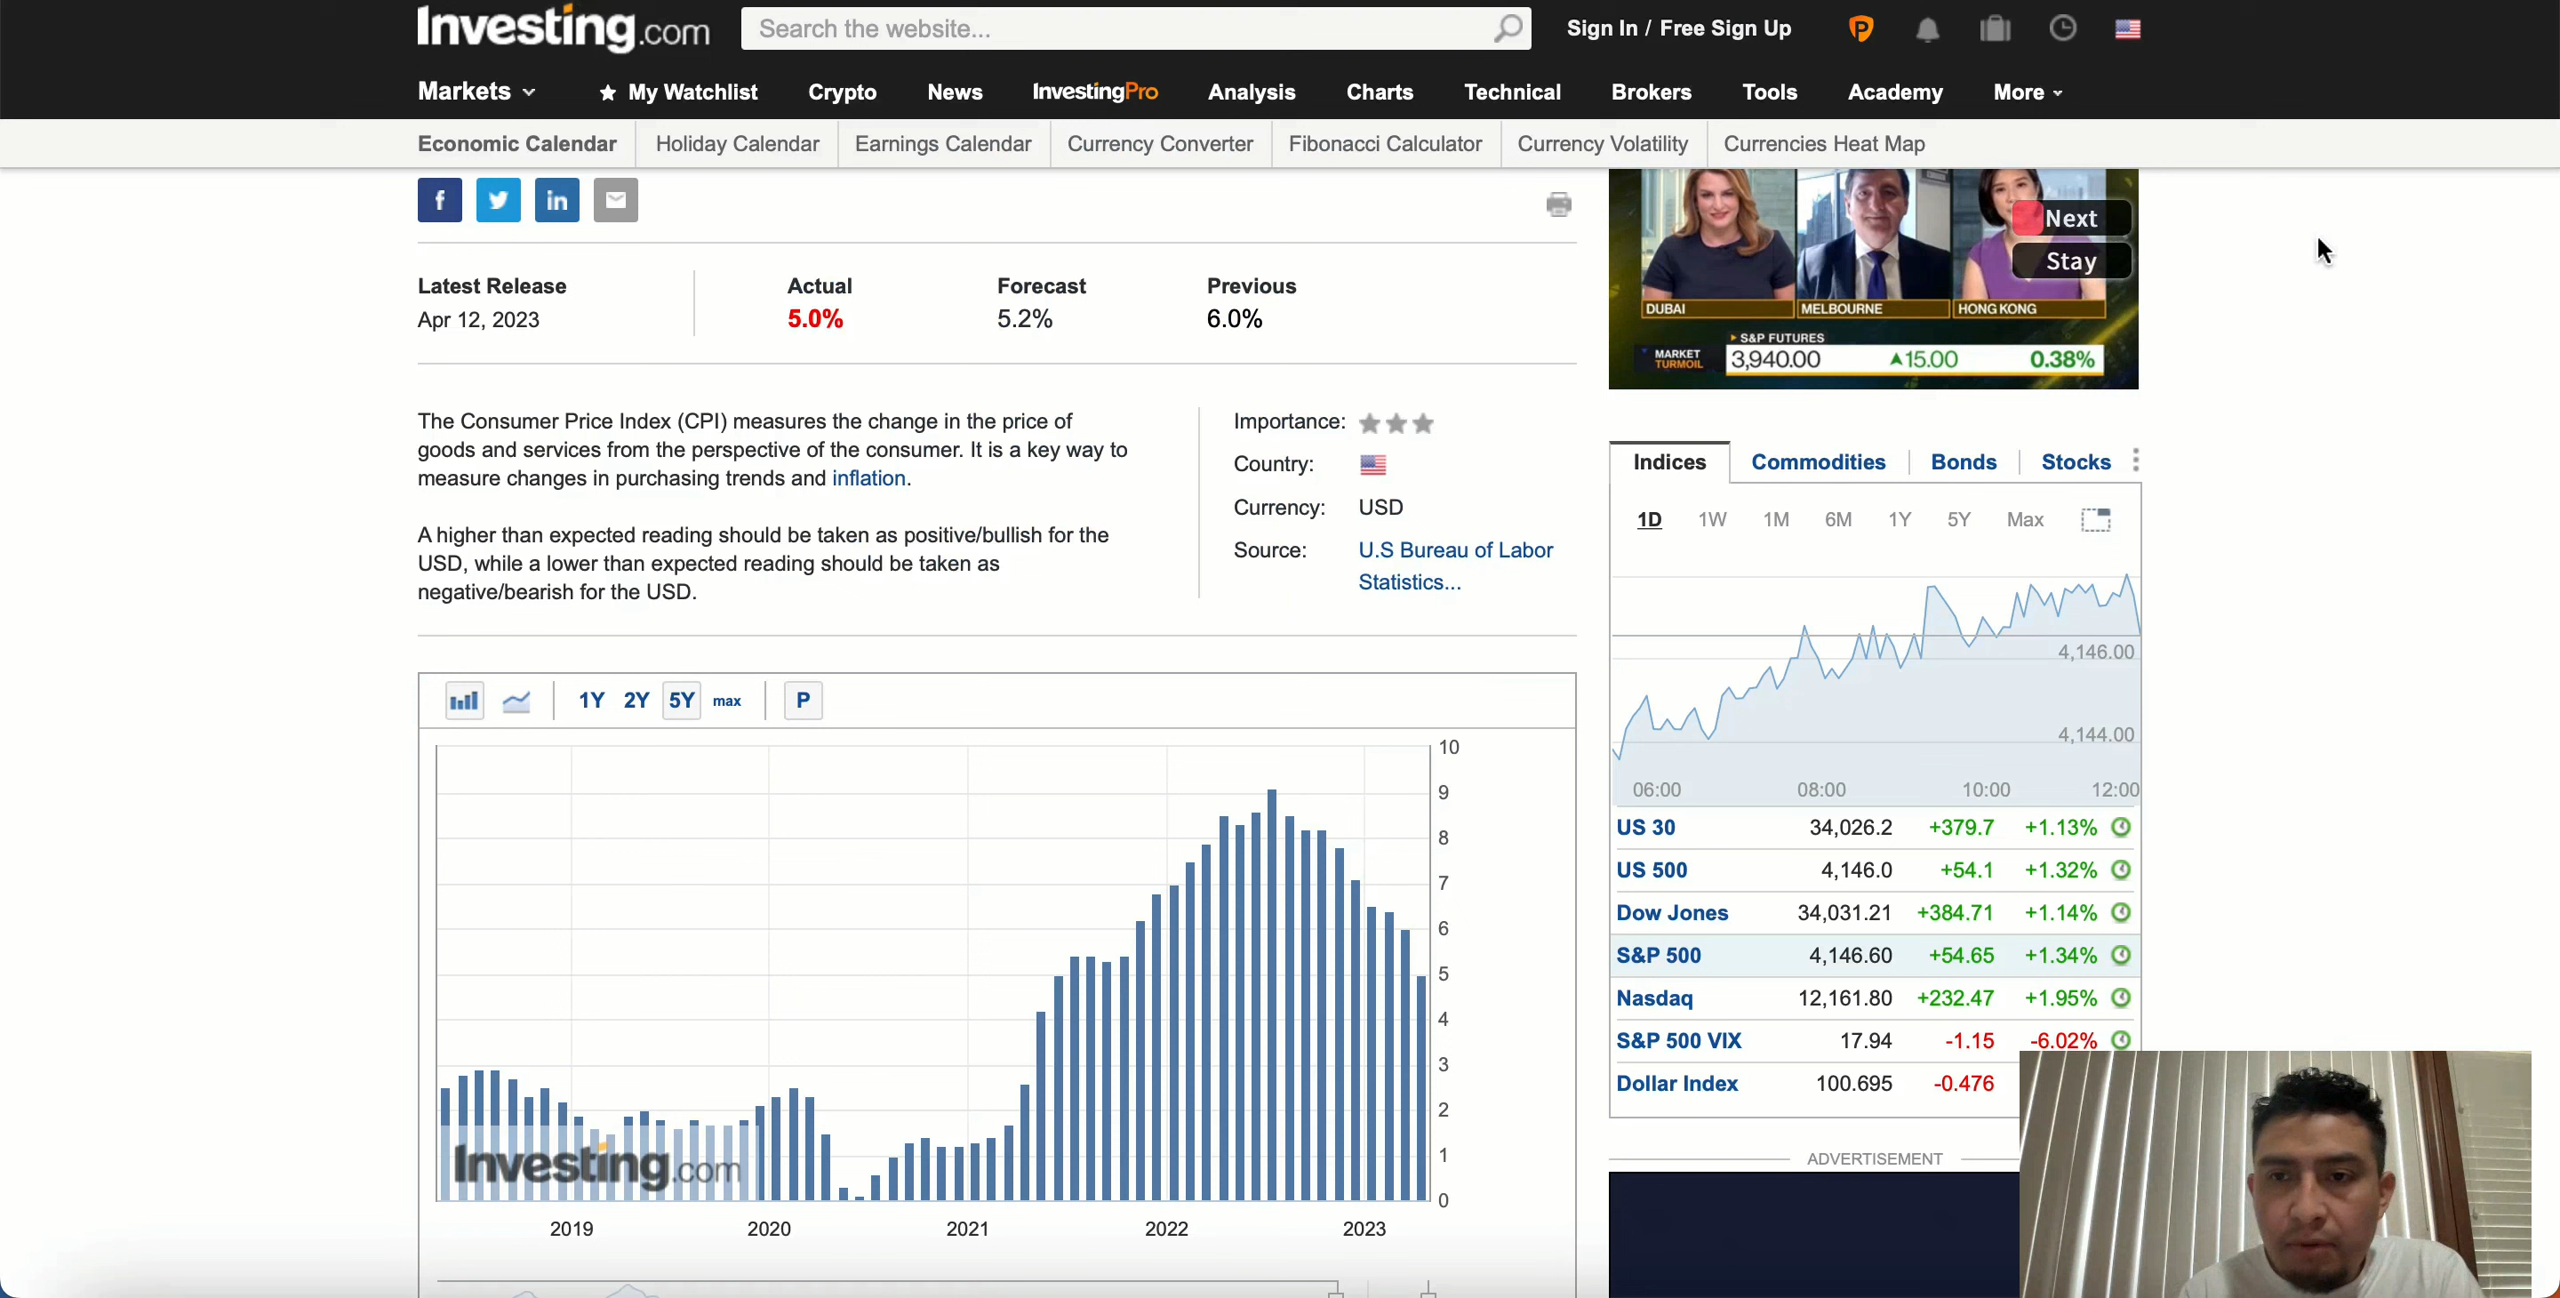 Investing.com
Search the website...
Sign In / Free Sign Up
Markets
My Watchlist
Crypto
News
InvestingPro
Analysis
Charts
Technical
Brokers
Tools
Academy
More
Economic Calendar
Holiday Calendar
Earnings Calendar
Currency Converter
Fibonacci Calculator
Currency Volatility
Currencies Heat Map
Latest Release
Apr 12, 2023
Actual
5.0%
Forecast
5.2%
Previous
6.0%
The Consumer Price Index (CPI) measures the change in the price of
goods and services from the perspective of the consumer. It is a key way to
measure changes in purchasing trends and inflation.
A higher than expected reading should be taken as positive/bullish for the
USD, while a lower than expected reading should be taken as
negative/bearish for the USD.
Importance:
Country:
Currency: USD
Source: U.S Bureau of Labor
Statistics...
1Y 2Y 5Y max P
10
9
8
7
6
5
4
3
2
1
0
Investing.com
2019 2020 2021 2022 2023
Next
Stay
DUBAI MELBOURNE HONG KONG
S&P FUTURES
MARKET
TURMOIL
3,940.00 ▲15.00 0.38%
Indices Commodities Bonds Stocks
1D 1W 1M 6M 1Y 5Y Max
4,146.00
4,144.00
06:00 08:00 10:00 12:00
US 30 34,026.2 +379.7 +1.13%
US 500 4,146.0 +54.1 +1.32%
Dow Jones 34,031.21 +384.71 +1.14%
S&P 500 4,146.60 +54.65 +1.34%
Nasdaq 12,161.80 +232.47 +1.95%
S&P 500 VIX 17.94 -1.15 -6.02%
Dollar Index 100.695 -0.476
ADVERTISEMENT